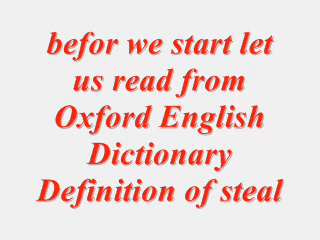 befor we start let
us read from
Oxford English
Dictionary
Definition of steal